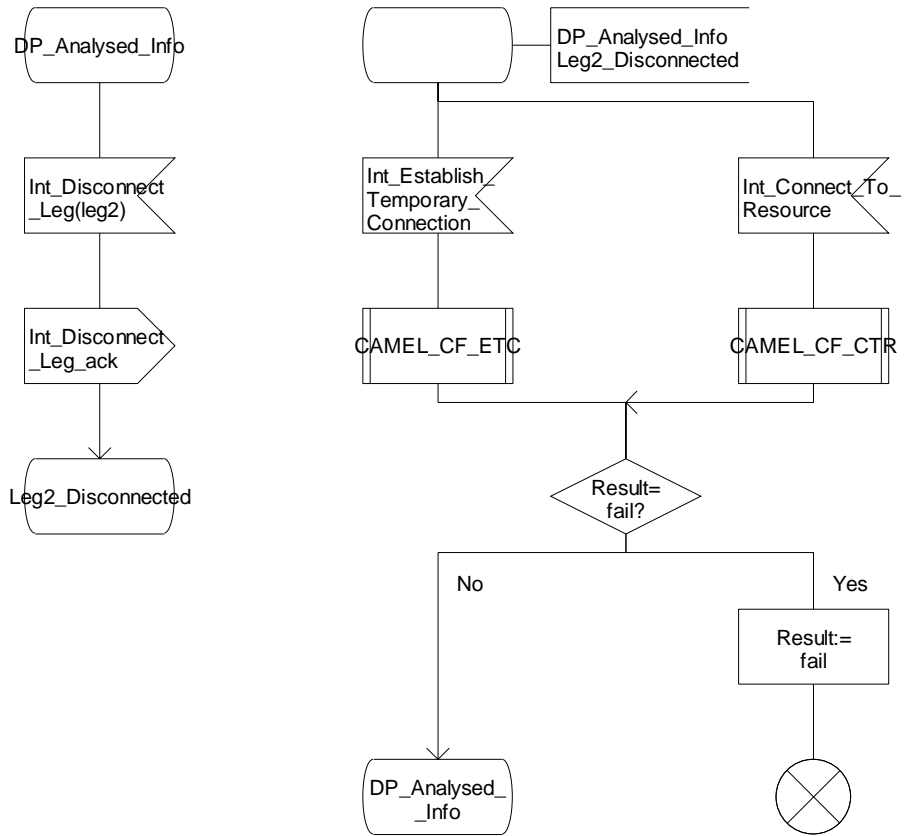 DP_Analysed_Info
DP_Analysed_Info
Leg2_Disconnected
Int_Disconnect
_Leg(leg2)
Int_Establish_
Temporary_
Connection
Int_Connect_To_
Resource
Int_Disconnect
_Leg_ack
CAMEL_CF_ETC
CAMEL_CF_CTR
Leg2_Disconnected
Result=
fail?
No
Yes
Result:=
fail
DP_Analysed_
_Info